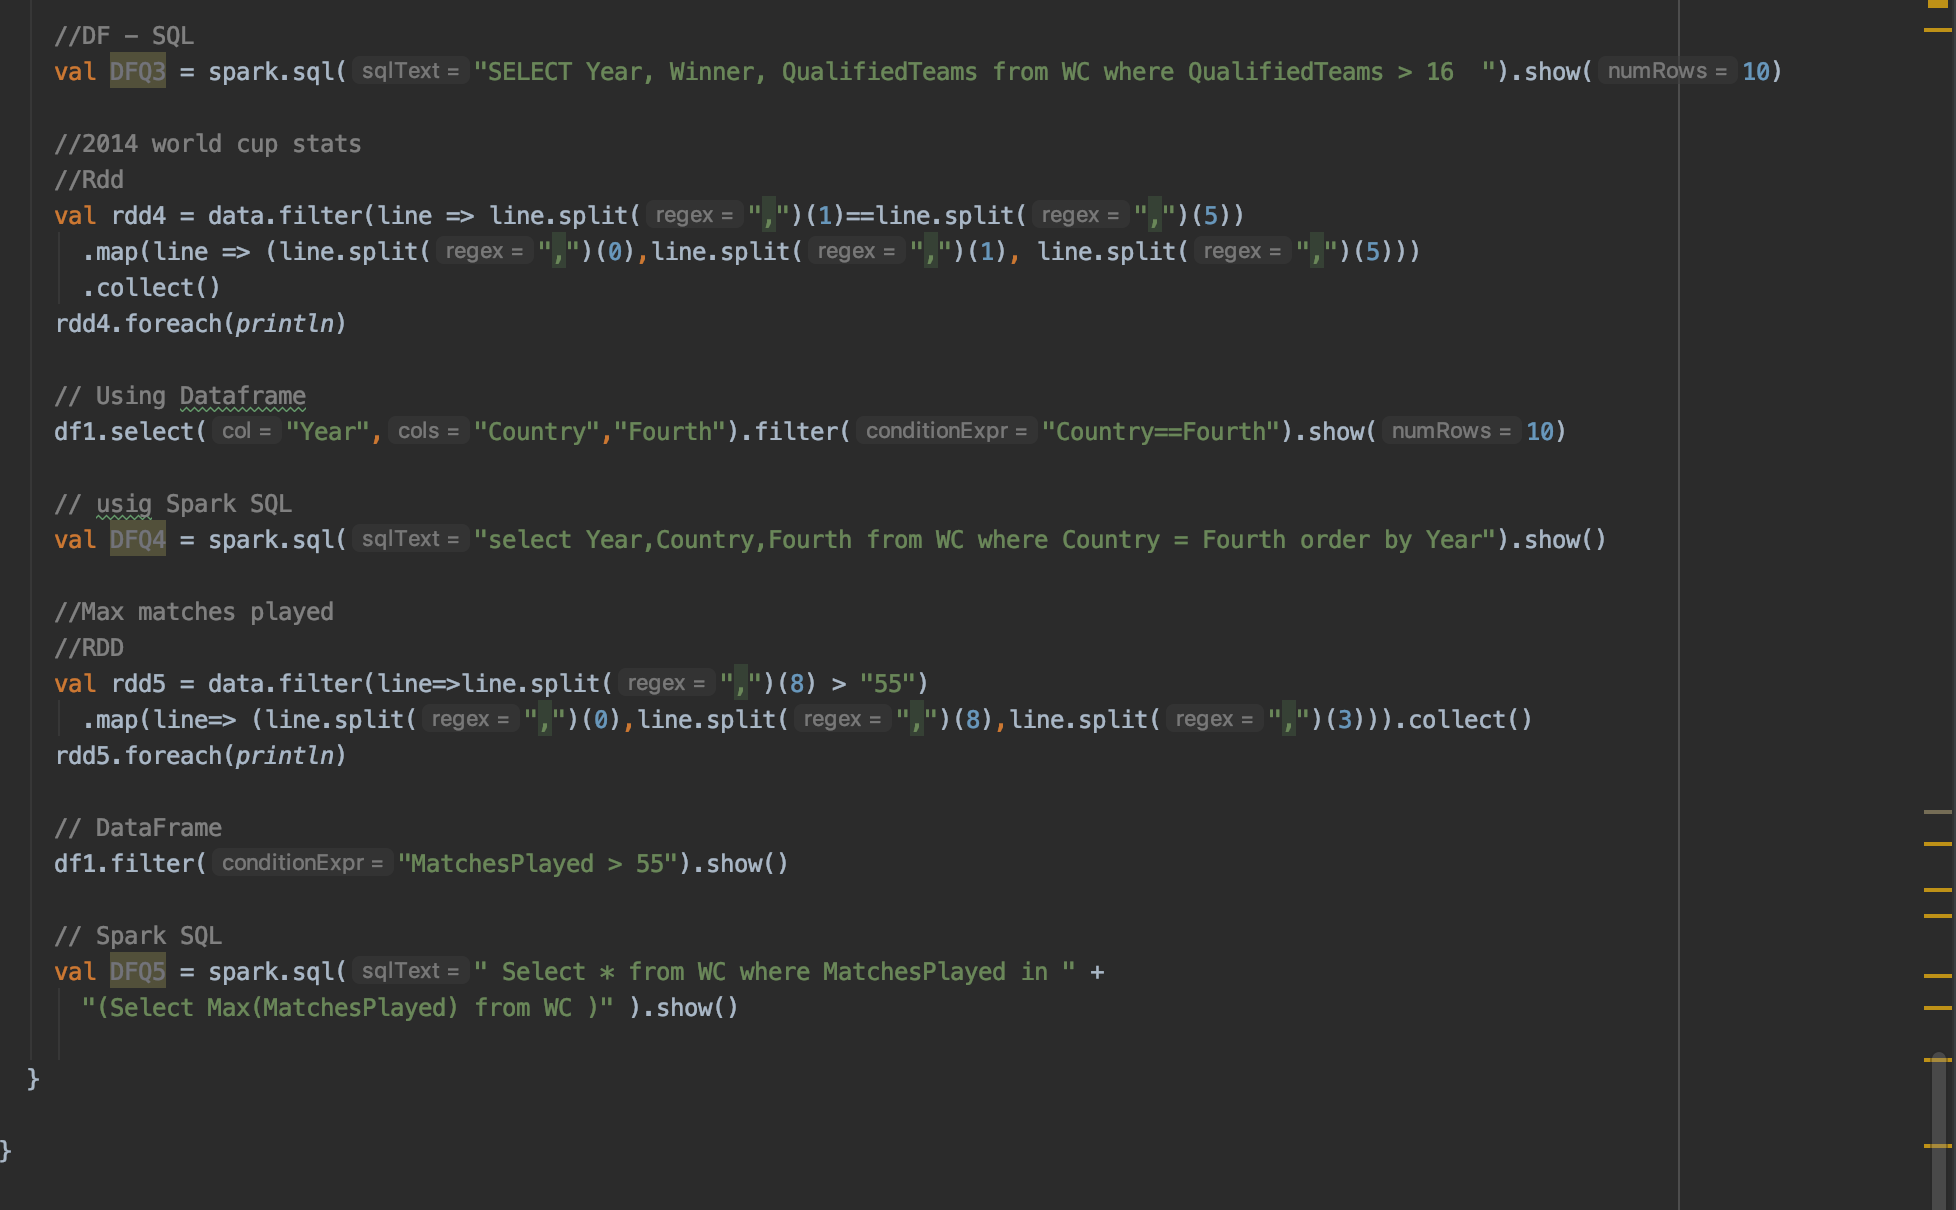 //DF – SQL
val DFQ3 = spark.sql( sqlText = "SELECT Year, Winner, QualifiedTeams from WC where QualifiedTeams > 16  ").show( numRows = 10)
//2014 world cup stats
//Rdd
val rdd4 = data.filter(line => line.split( regex = ",")(1)==line.split( regex = ",")(5))
.map(line => (line.split( regex = ",")(0),line.split( regex = ",")(1), line.split( regex = ",")(5)))
.collect()
rdd4.foreach(println)
// Using Dataframe
df1.select( col = "Year", cols = "Country","Fourth").filter( conditionExpr = "Country==Fourth").show( numRows = 10)
// usig Spark SQL
val DFQ4 = spark.sql( sqlText = "select Year,Country,Fourth from WC where Country = Fourth order by Year").show()
//Max matches played
//RDD
val rdd5 = data.filter(line=>line.split( regex = ",")(8) > "55")
.map(line=> (line.split( regex = ",")(0),line.split( regex = ",")(8),line.split( regex = ",")(3))).collect()
rdd5.foreach(println)
// DataFrame
df1.filter( conditionExpr = "MatchesPlayed > 55").show()
// Spark SQL
val DFQ5 = spark.sql( sqlText = " Select * from WC where MatchesPlayed in " +
"(Select Max(MatchesPlayed) from WC )" ).show()
}
}